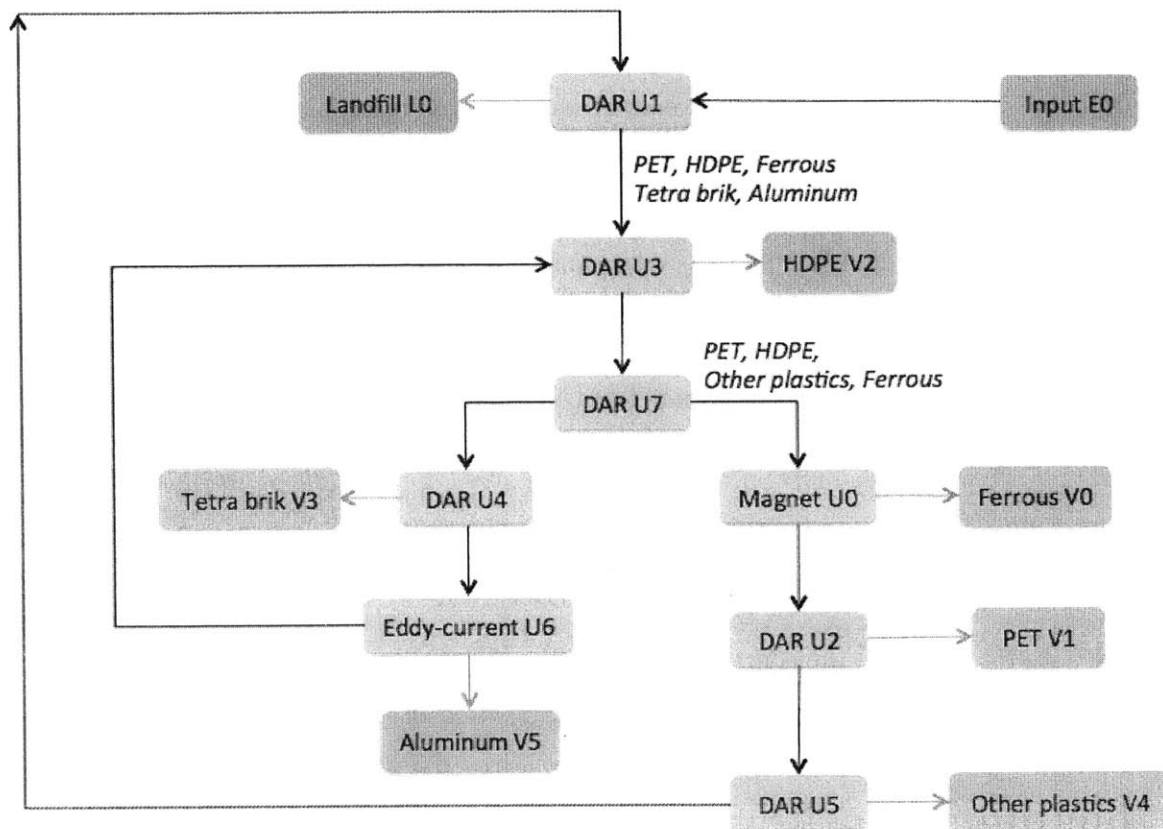 Landfill L0
DAR U1
Input E0
PET, HDPE, Ferrous
Tetra brik, Aluminum
DAR U3
HDPE V2
PET, HDPE,
Other plastics, Ferrous
DAR U7
Tetra brik V3
DAR U4
Magnet U0
Ferrous V0
Eddy-current U6
DAR U2
PET V1
Aluminum V5
DAR U5
Other plastics V4